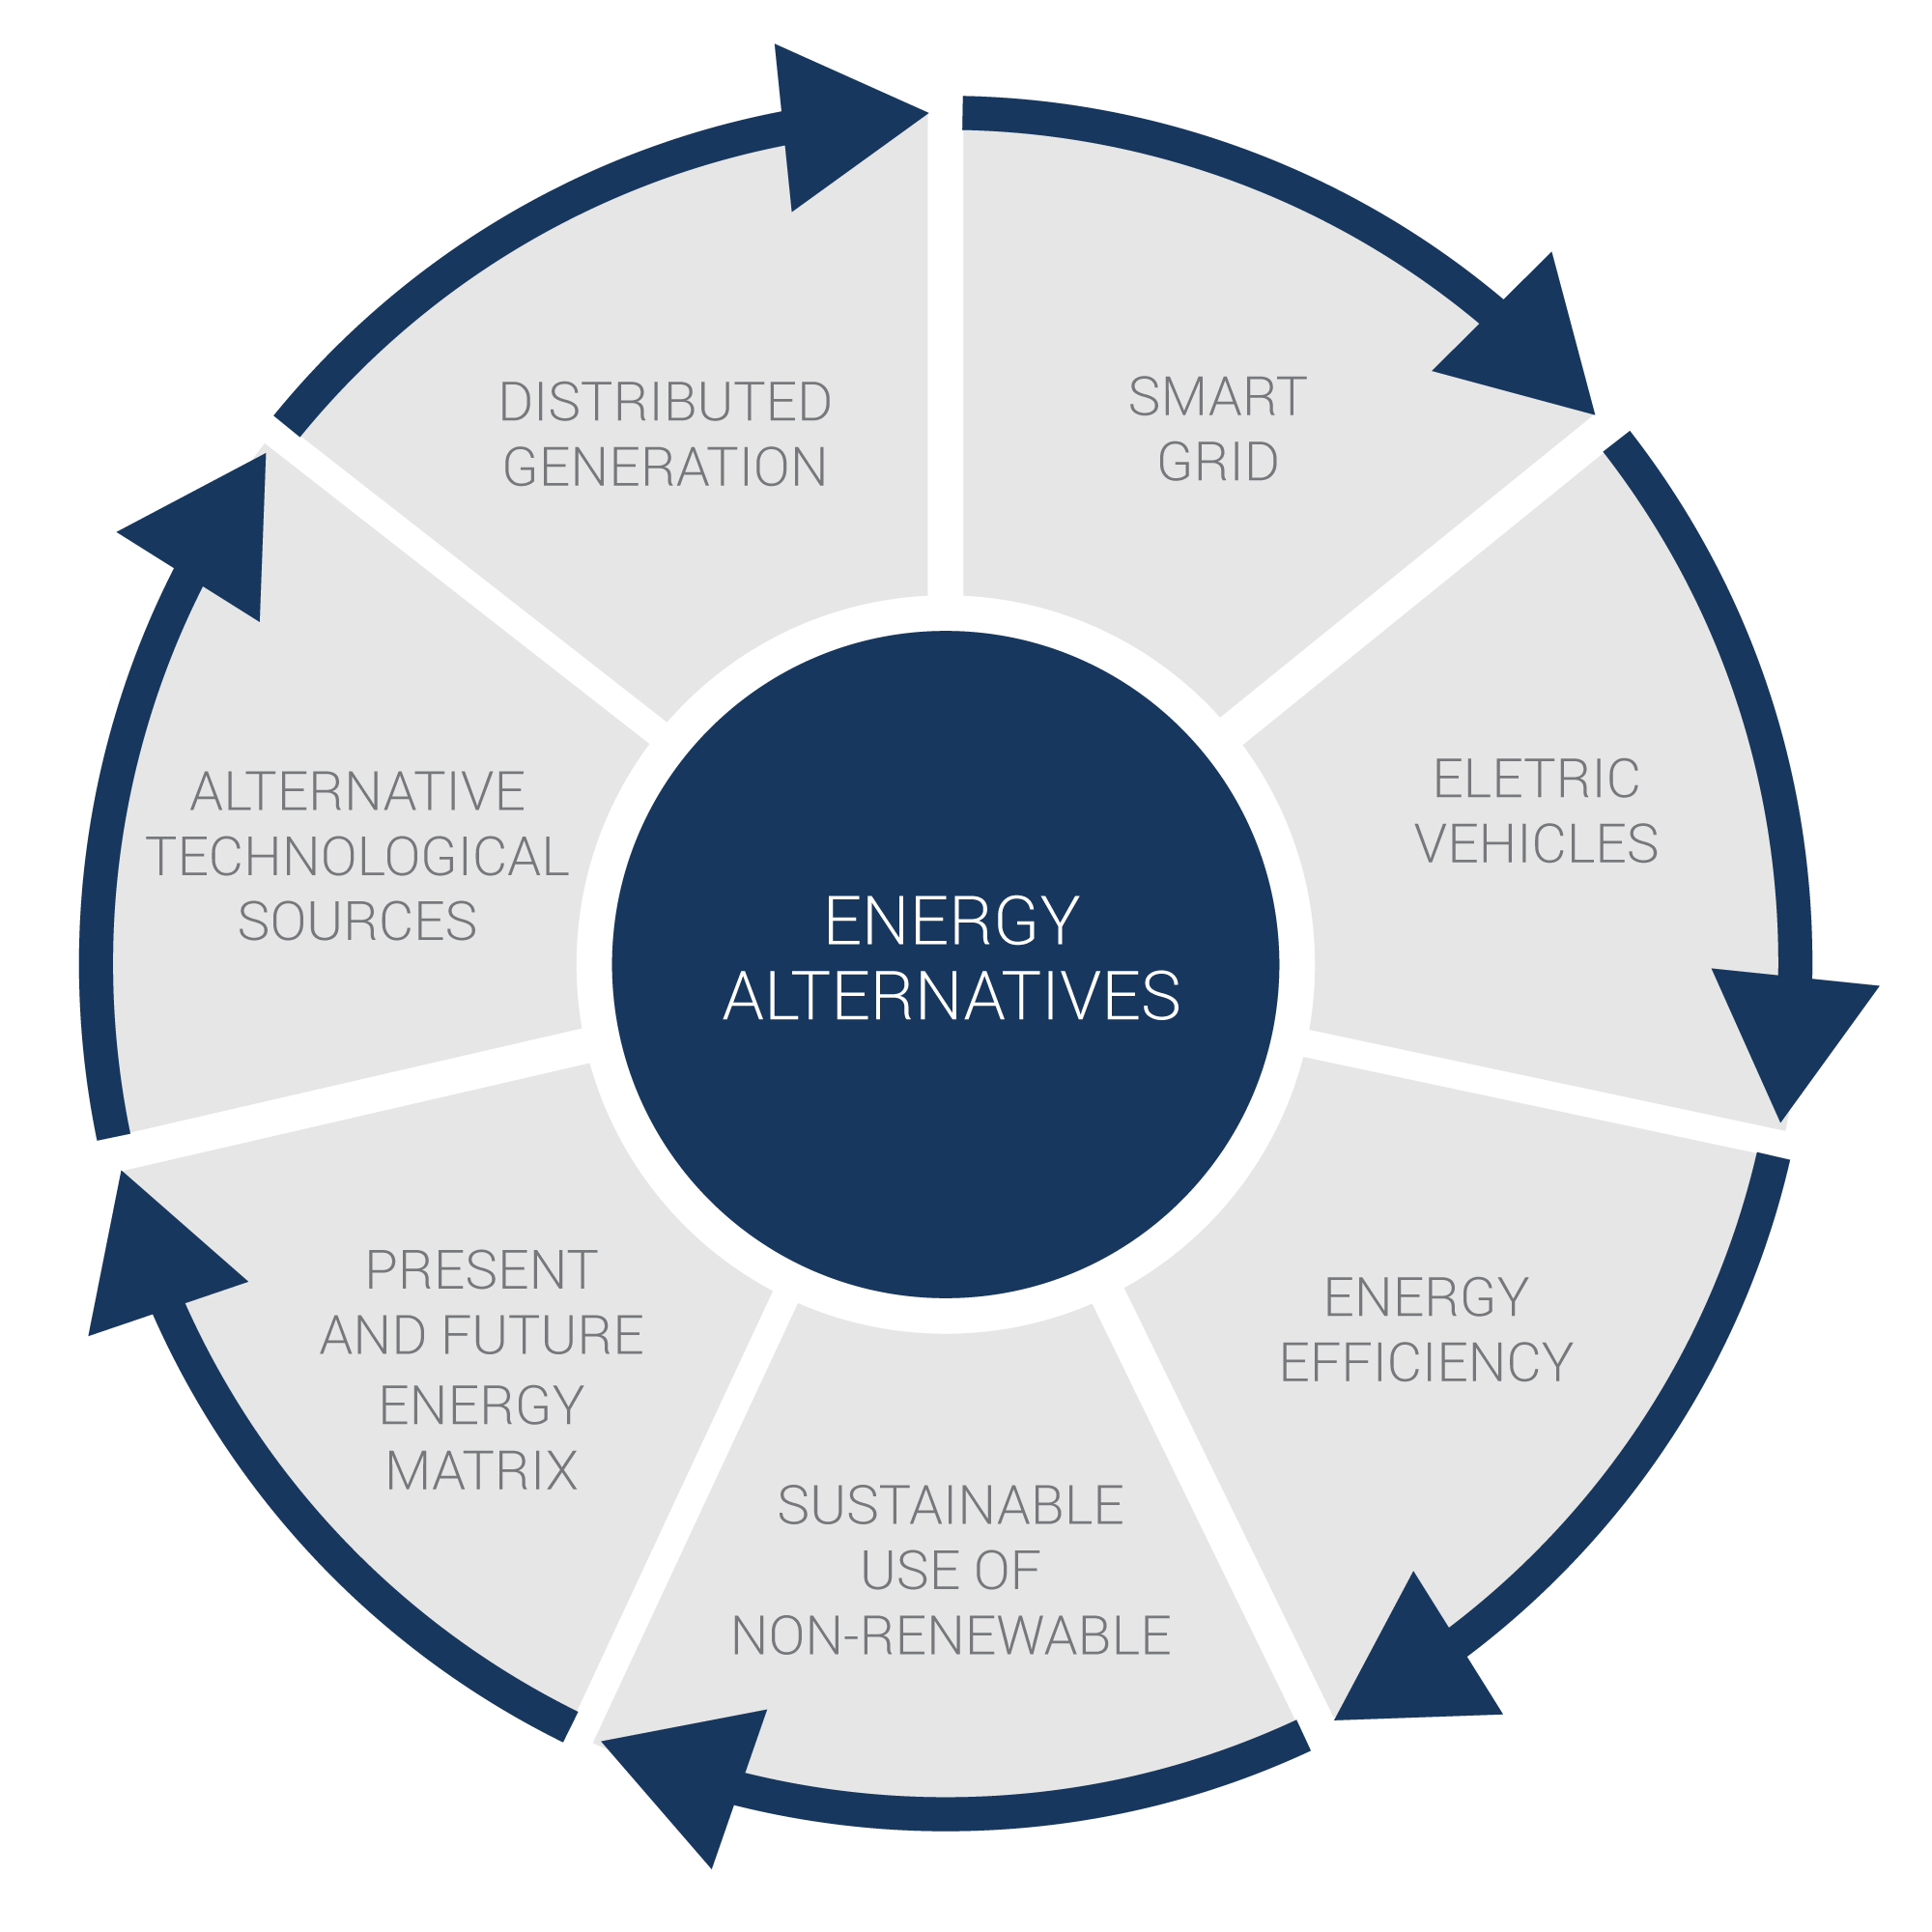 DISTRIBUTED
GENERATION
SMART
GRID
ELETRIC
VEHICLES
ENERGY
EFFICIENCY
SUSTAINABLE
USE OF
NON-RENEWABLE
PRESENT
AND FUTURE
ENERGY
MATRIX
ALTERNATIVE
TECHNOLOGICAL
SOURCES
ENERGY
ALTERNATIVES